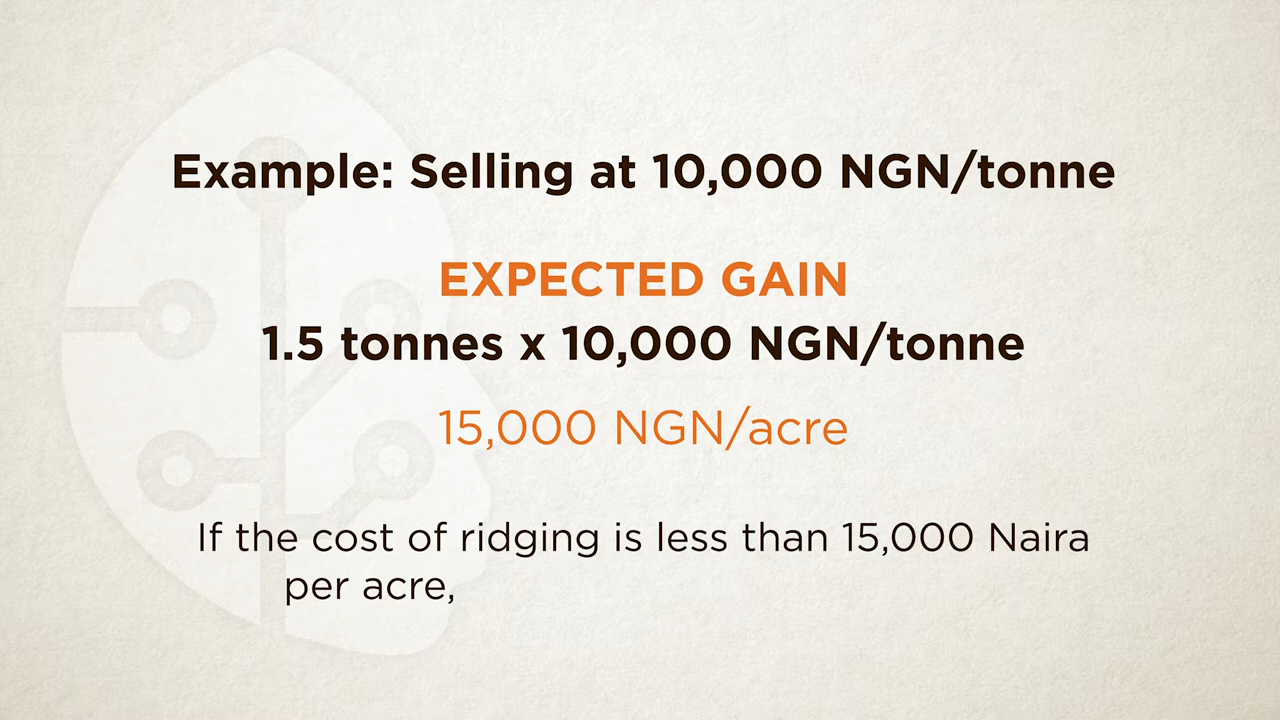 Example: Selling at 10,000 NGN/tonne
EXPECTED GAIN
1.5 tonnes x 10,000 NGN/tonne
15,000 NGN/acre
If the cost of ridging is less than 15,000 Naira
per acre,